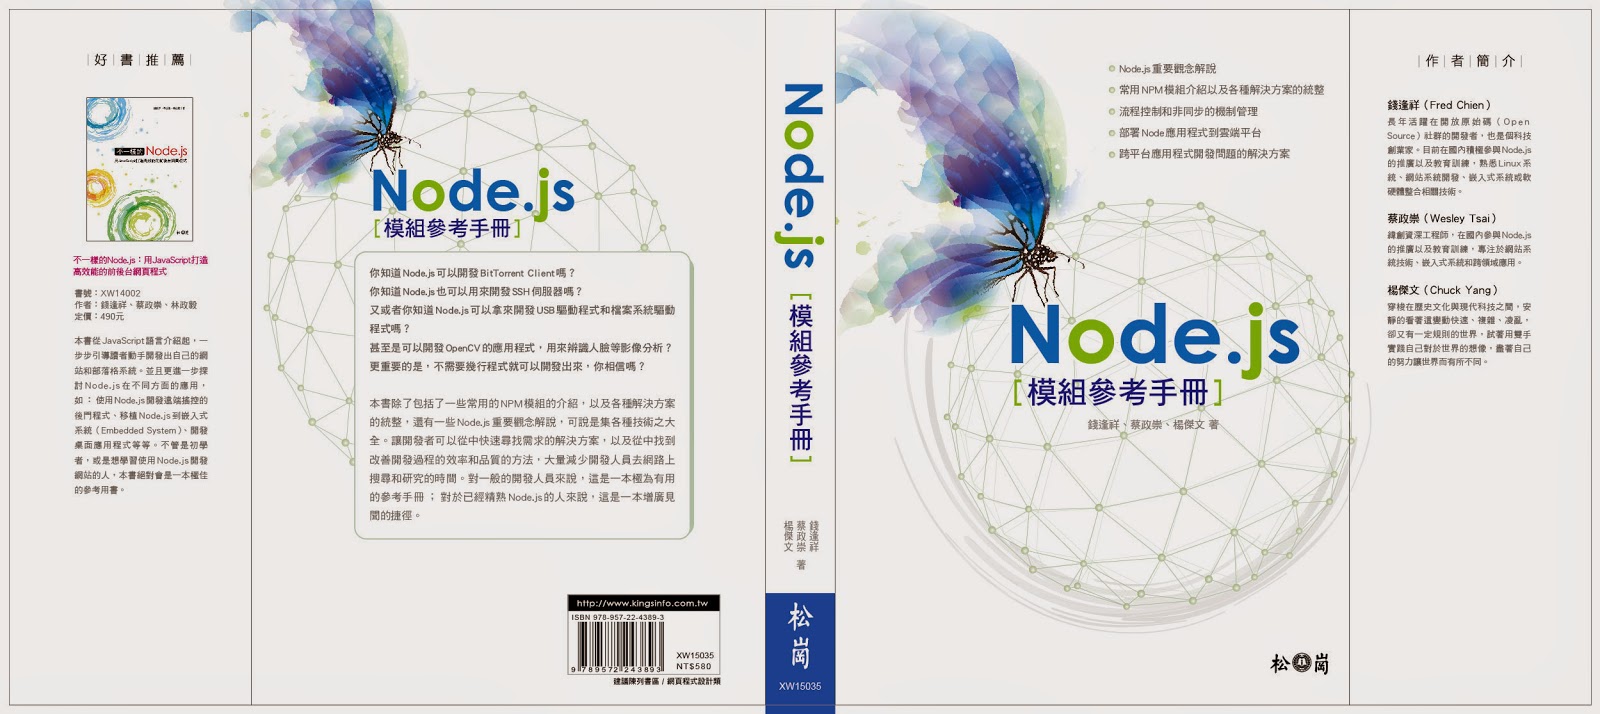 好書推薦
不一樣的 Node.js
松崗
不一樣的Node.js：用JavaScript打造
高效能的前後台網頁程式
書號：XW14002
作者：錢逢祥、蔡政崇、林政毅
定價：490元
本書從JavaScript語言介紹起，一
步步引導讀者動手開發出自己的網
站和部落格系統。並且更進一步探
討Node.js在不同方面的應用，
如：使用Node.js開發遠端搖控的
後門程式、移植Node.js到嵌入式
系統（Embedded System）、開發
桌面應用程式等等。不管是初學
者，或是想學習使用Node.js開發
網站的人，本書絕對會是一本極佳
的參考用書。
Node.js
[模組參考手冊]
你知道Node.js可以開發BitTorrent Client嗎？
你知道Node.js也可以用來開發SSH伺服器嗎？
又或者你知道Node.js可以拿來開發USB驅動程式和檔案系統驅動
程式嗎？
甚至是可以開發OpenCV的應用程式，用來辨識人臉等影像分析？
更重要的是，不需要幾行程式就可以開發出來，你相信嗎？
本書除了包括了一些常用的NPM模組的介紹，以及各種解決方案
的統整，還有一些Node.js重要觀念解說，可說是集各種技術之大
全。讓開發者可以從中快速尋找需求的解決方案，以及從中找到
改善開發過程的效率和品質的方法，大量減少開發人員去網路上
搜尋和研究的時間。對一般的開發人員來說，這是一本極為有用
的參考手冊；對於已經精熟Node.js的人來說，這是一本增廣見
聞的捷徑。
http://www.kingsinfo.com.tw
ISBN 978-957-22-4389-3
9 789572 243893
XW15035
NT$580
建議陳列書區 / 網頁程式設計類
Node.js
[模組參考手冊]
錢逢祥
蔡政崇 著
楊傑文
松崗
XW15035
Node.js重要觀念解說
常用NPM模組介紹以及各種解決方案的統整
流程控制和非同步的機制管理
部署Node應用程式到雲端平台
跨平台應用程式開發問題的解決方案
Node.js
[模組參考手冊]
錢逢祥、蔡政崇、楊傑文 著
松崗
作者簡介
錢逢祥（Fred Chien）
長年活躍在開放原始碼（Open
Source）社群的開發者，也是個科技
創業家。目前在國內積極參與Node.js
的推廣以及教育訓練，熟悉Linux系
統、網站系統開發、嵌入式系統或軟
硬體整合相關技術。
蔡政崇（Wesley Tsai）
緯創資深工程師，在國內參與Node.js
的推廣以及教育訓練，專注於網站系
統技術、嵌入式系統和跨領域應用。
楊傑文（Chuck Yang）
穿梭在歷史文化與現代科技之間，安
靜的看著這變動快速、複雜、凌亂，
卻又有一定規則的世界，試著用雙手
實踐自己對於世界的想像，盡著自己
的努力讓世界而有所不同。